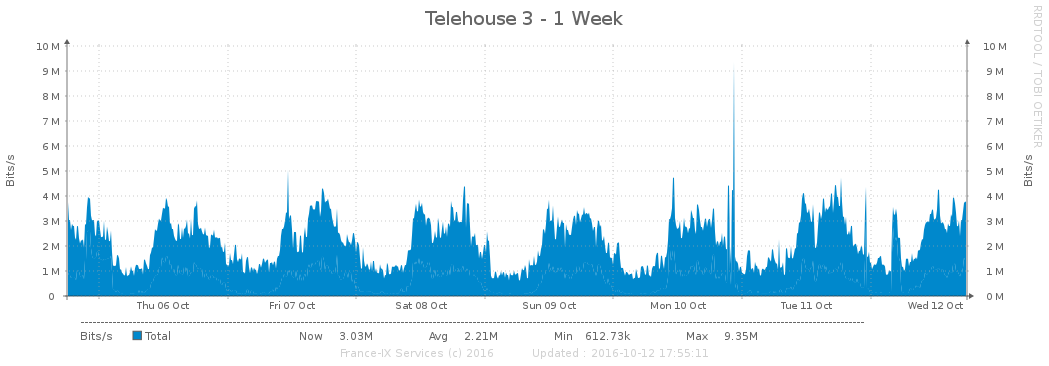 Telehouse 3 - 1 Week
RRDTOOL / TOBI OETIKER
10 M 10 M
9 M 9 M
8 M 8 M
7 M 7 M
6 M 6 M
5 M 5 M
4 M 4 M
3 M 3 M
2 M 2 M
1 M 1 M
0 0 M
Bits/s Bits/s
Thu 06 Oct Fri 07 Oct Sat 08 Oct Sun 09 Oct Mon 10 Oct Tue 11 Oct Wed 12 Oct
Bits/s Total Now 3.03M Avg 2.21M Min 612.73k Max 9.35M
France-IX Services (c) 2016 Updated : 2016-10-12 17:55:11